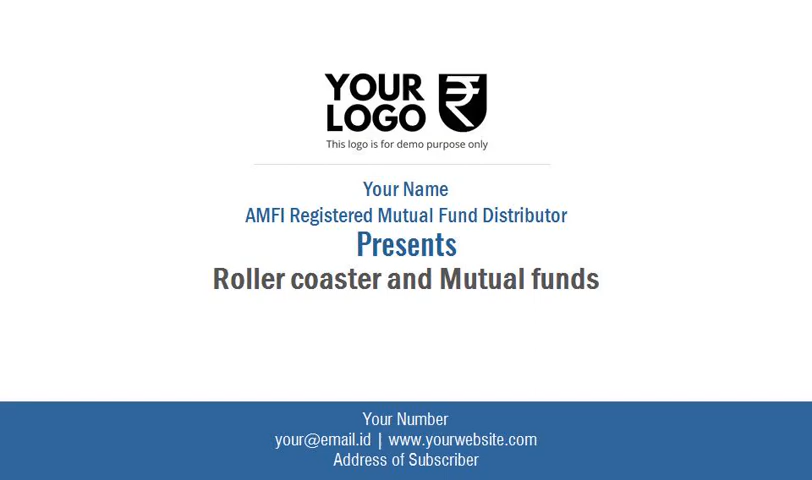 YOUR
LOGO
This logo is for demo purpose only
Your Name
AMFI Registered Mutual Fund Distributor
Presents
Roller coaster and Mutual funds
Your Number
your@email.id | www.yourwebsite.com
Address of Subscriber